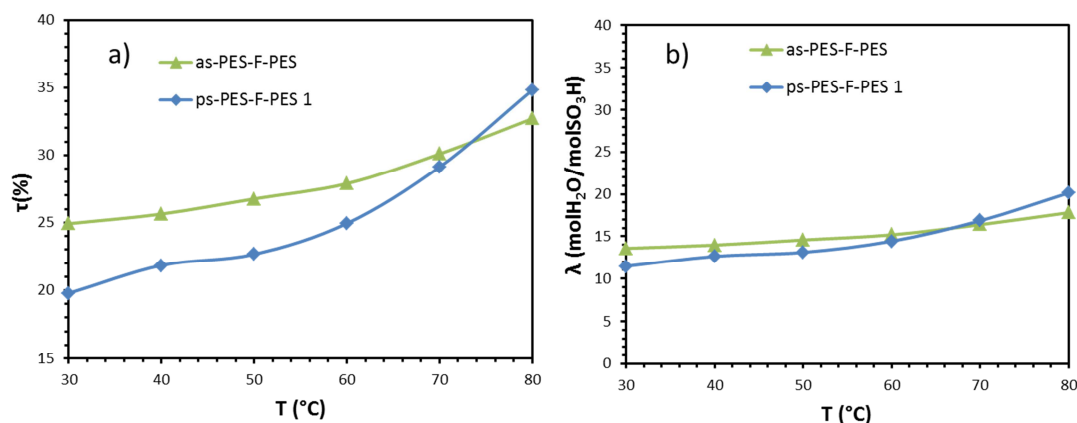 a)
as-PES-F-PES
ps-PES-F-PES 1
τ(%)
40
35
30
25
20
15
30 40 50 60 70 80
T (°C)
b)
as-PES-F-PES
ps-PES-F-PES 1
λ (molH₂O/molSO₃H)
40
35
30
25
20
15
10
5
0
30 40 50 60 70 80
T (°C)